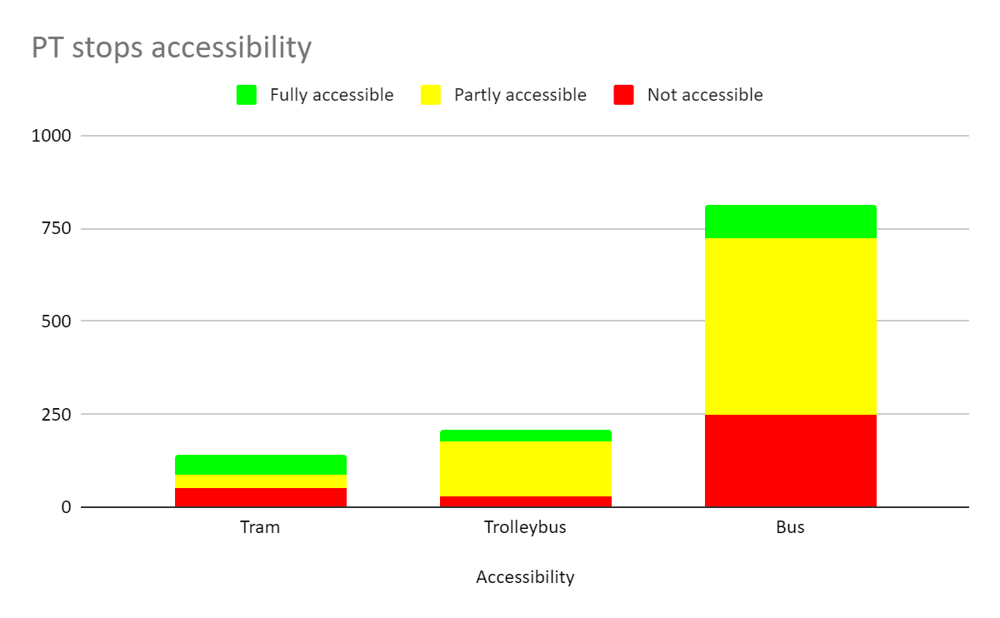 PT stops accessibility
Fully accessible Partly accessible Not accessible
1000
750
500
250
0
Tram Trolleybus Bus
Accessibility